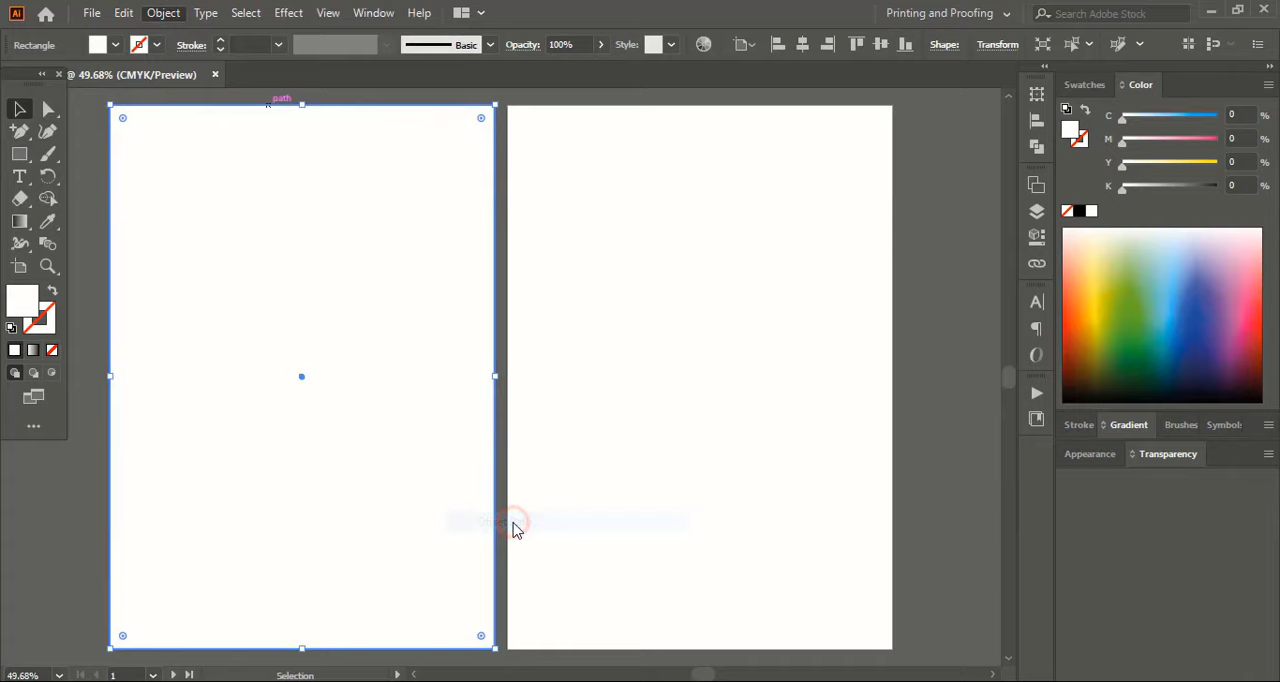 Ai File Edit Object Type Select Effect View Window Help Printing and Proofing Search Adobe Stock
Rectangle Stroke: Basic Opacity: 100% Style: Shape: Transform
@ 49.68% (CMYK/Preview)
path
Swatches Color
C 0 %
M 0 %
Y 0 %
K 0 %
Stroke Gradient Brushes Symbol:
Appearance Transparency
49.68% 1 Selection